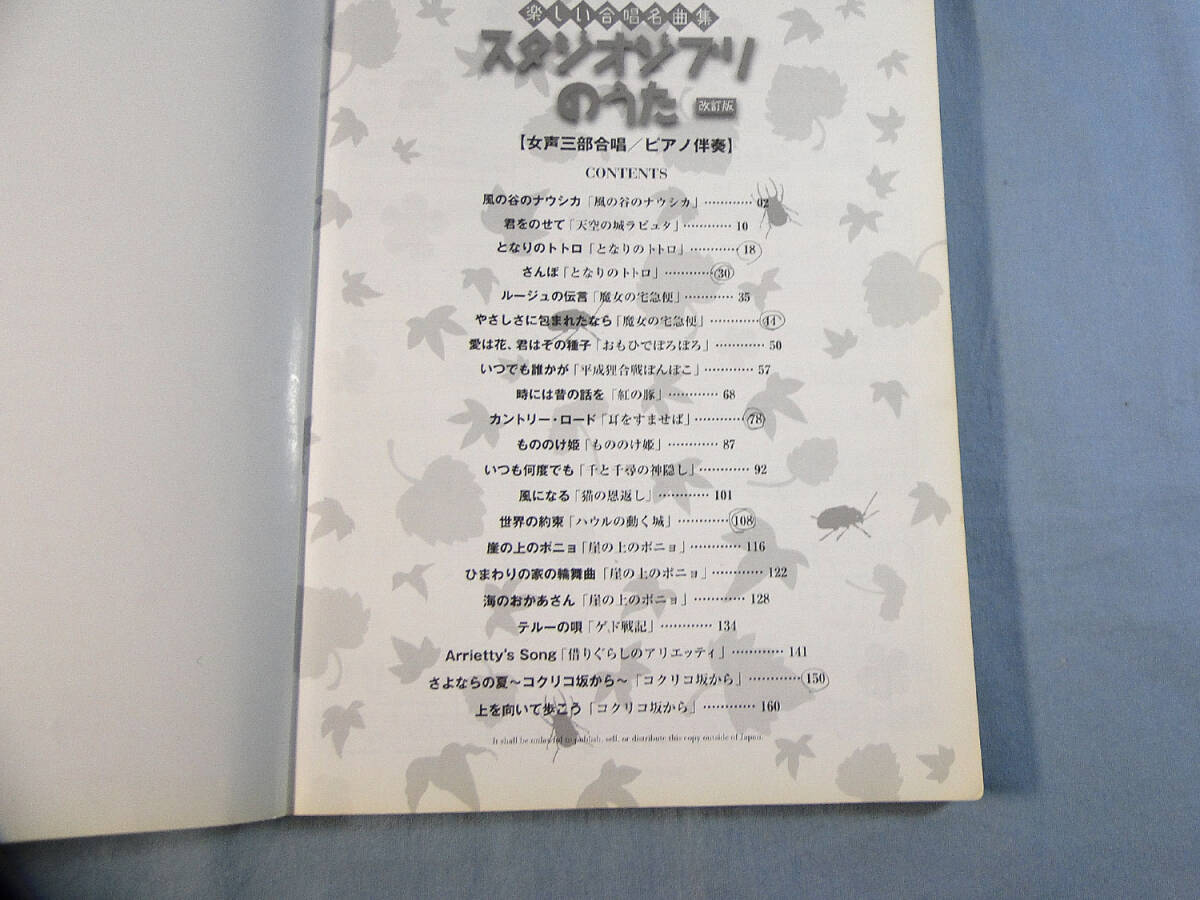 楽しい合唱名曲集
スタジオジブリ
のうた 改訂版
【女声三部合唱／ピアノ伴奏】
CONTENTS
風の谷のナウシカ「風の谷のナウシカ」………… 02
君をのせて「天空の城ラピュタ」………… 10
となりのトトロ「となりのトトロ」………… 18
さんぽ「となりのトトロ」………… 30
ルージュの伝言「魔女の宅急便」………… 35
やさしさに包まれたなら「魔女の宅急便」………… 44
愛は花、君はその種子「おもひでぽろぽろ」………… 50
いつでも誰かが「平成狸合戦ぽんぽこ」………… 57
時には昔の話を「紅の豚」………… 68
カントリー・ロード「耳をすませば」………… 78
もののけ姫「もののけ姫」………… 87
いつも何度でも「千と千尋の神隠し」………… 92
風になる「猫の恩返し」………… 101
世界の約束「ハウルの動く城」………… 108
崖の上のポニョ「崖の上のポニョ」………… 116
ひまわりの家の輪舞曲「崖の上のポニョ」………… 122
海のおかあさん「崖の上のポニョ」………… 128
テルーの唄「ゲド戦記」………… 134
Arrietty's Song「借りぐらしのアリエッティ」………… 141
さよならの夏～コクリコ坂から～「コクリコ坂から」………… 150
上を向いて歩こう「コクリコ坂から」………… 160
It shall be unlawful to publish, sell, or distribute this copy outside of Japan.